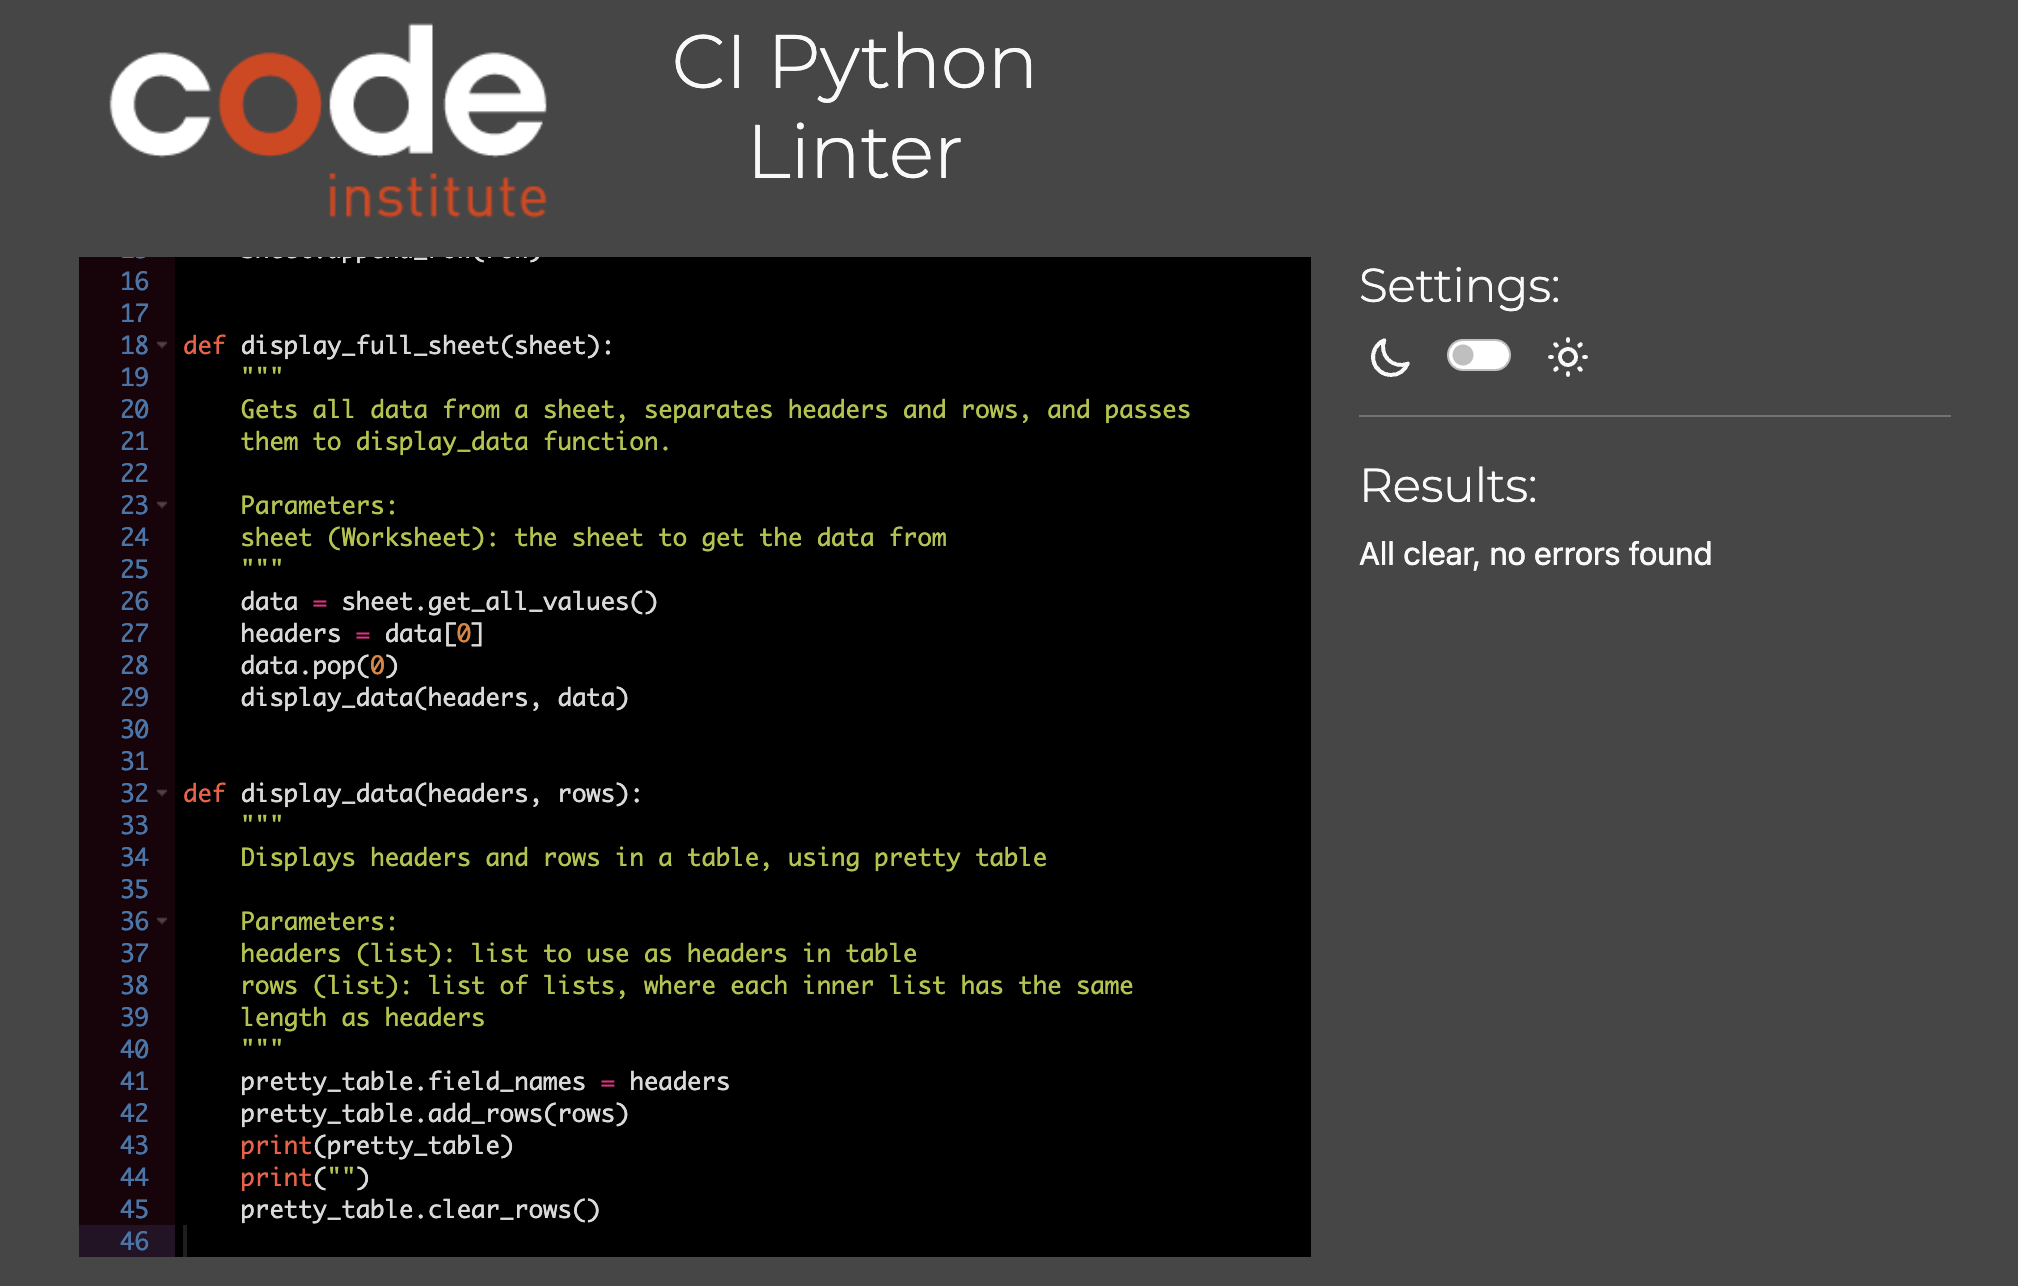 code
institute
CI Python
Linter
16
17
18 def display_full_sheet(sheet):
19 """
20 Gets all data from a sheet, separates headers and rows, and passes
21 them to display_data function.
22
23 Parameters:
24 sheet (Worksheet): the sheet to get the data from
25 """
26 data = sheet.get_all_values()
27 headers = data[0]
28 data.pop(0)
29 display_data(headers, data)
30
31
32 def display_data(headers, rows):
33 """
34 Displays headers and rows in a table, using pretty table
35
36 Parameters:
37 headers (list): list to use as headers in table
38 rows (list): list of lists, where each inner list has the same
39 length as headers
40 """
41 pretty_table.field_names = headers
42 pretty_table.add_rows(rows)
43 print(pretty_table)
44 print("")
45 pretty_table.clear_rows()
46
Settings:
Results:
All clear, no errors found